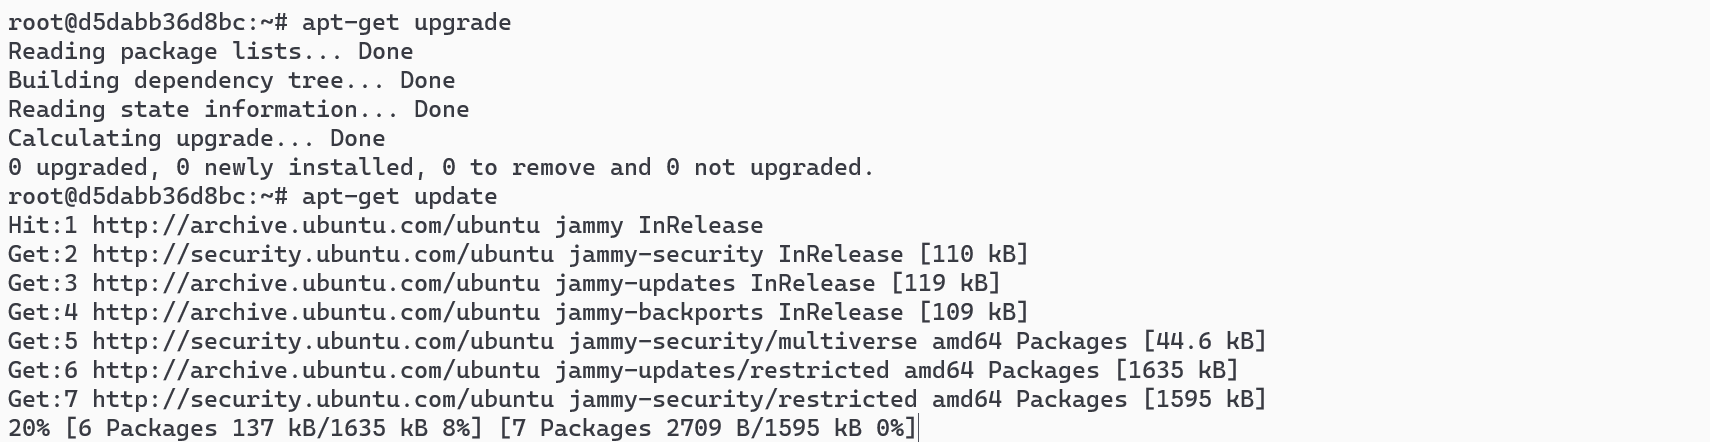 root@d5dabb36d8bc:~# apt-get upgrade
Reading package lists... Done
Building dependency tree... Done
Reading state information... Done
Calculating upgrade... Done
0 upgraded, 0 newly installed, 0 to remove and 0 not upgraded.
root@d5dabb36d8bc:~# apt-get update
Hit:1 http://archive.ubuntu.com/ubuntu jammy InRelease
Get:2 http://security.ubuntu.com/ubuntu jammy-security InRelease [110 kB]
Get:3 http://archive.ubuntu.com/ubuntu jammy-updates InRelease [119 kB]
Get:4 http://archive.ubuntu.com/ubuntu jammy-backports InRelease [109 kB]
Get:5 http://security.ubuntu.com/ubuntu jammy-security/multiverse amd64 Packages [44.6 kB]
Get:6 http://archive.ubuntu.com/ubuntu jammy-updates/restricted amd64 Packages [1635 kB]
Get:7 http://security.ubuntu.com/ubuntu jammy-security/restricted amd64 Packages [1595 kB]
20% [6 Packages 137 kB/1635 kB 8%] [7 Packages 2709 B/1595 kB 0%]